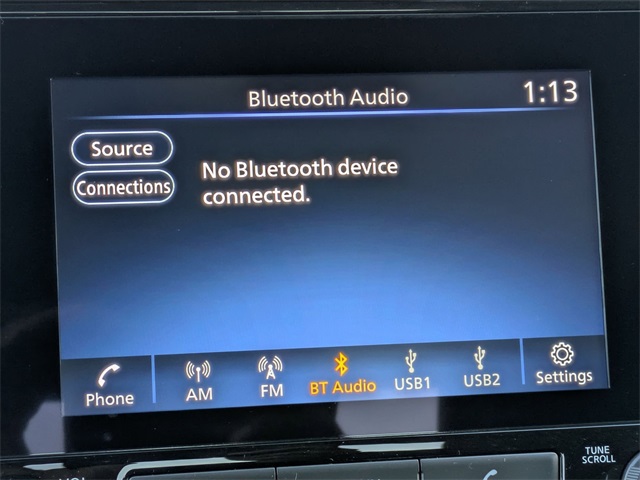 Bluetooth Audio 1:13
Source
No Bluetooth device
connected.
Connections
Phone AM FM BT Audio USB1 USB2 Settings
TUNE
SCROLL